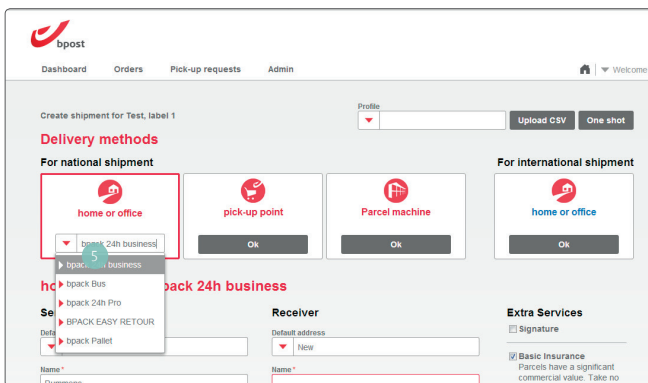 bpost
Dashboard Orders Pick-up requests Admin
Welcome
Create shipment for Test, label 1
Profile
Upload CSV One shot
Delivery methods
For national shipment For international shipment
home or office pick-up point Parcel machine home or office
bpack 24h business Ok Ok Ok
5
bpack business
bpack Bus
bpack 24h Pro
BPACK EASY RETOUR
bpack Pallet
ho pack 24h business
Se Receiver Extra Services
Defa Default address Signature
New
Basic Insurance
Name* Name* Parcels have a significant
commercial value. Take no